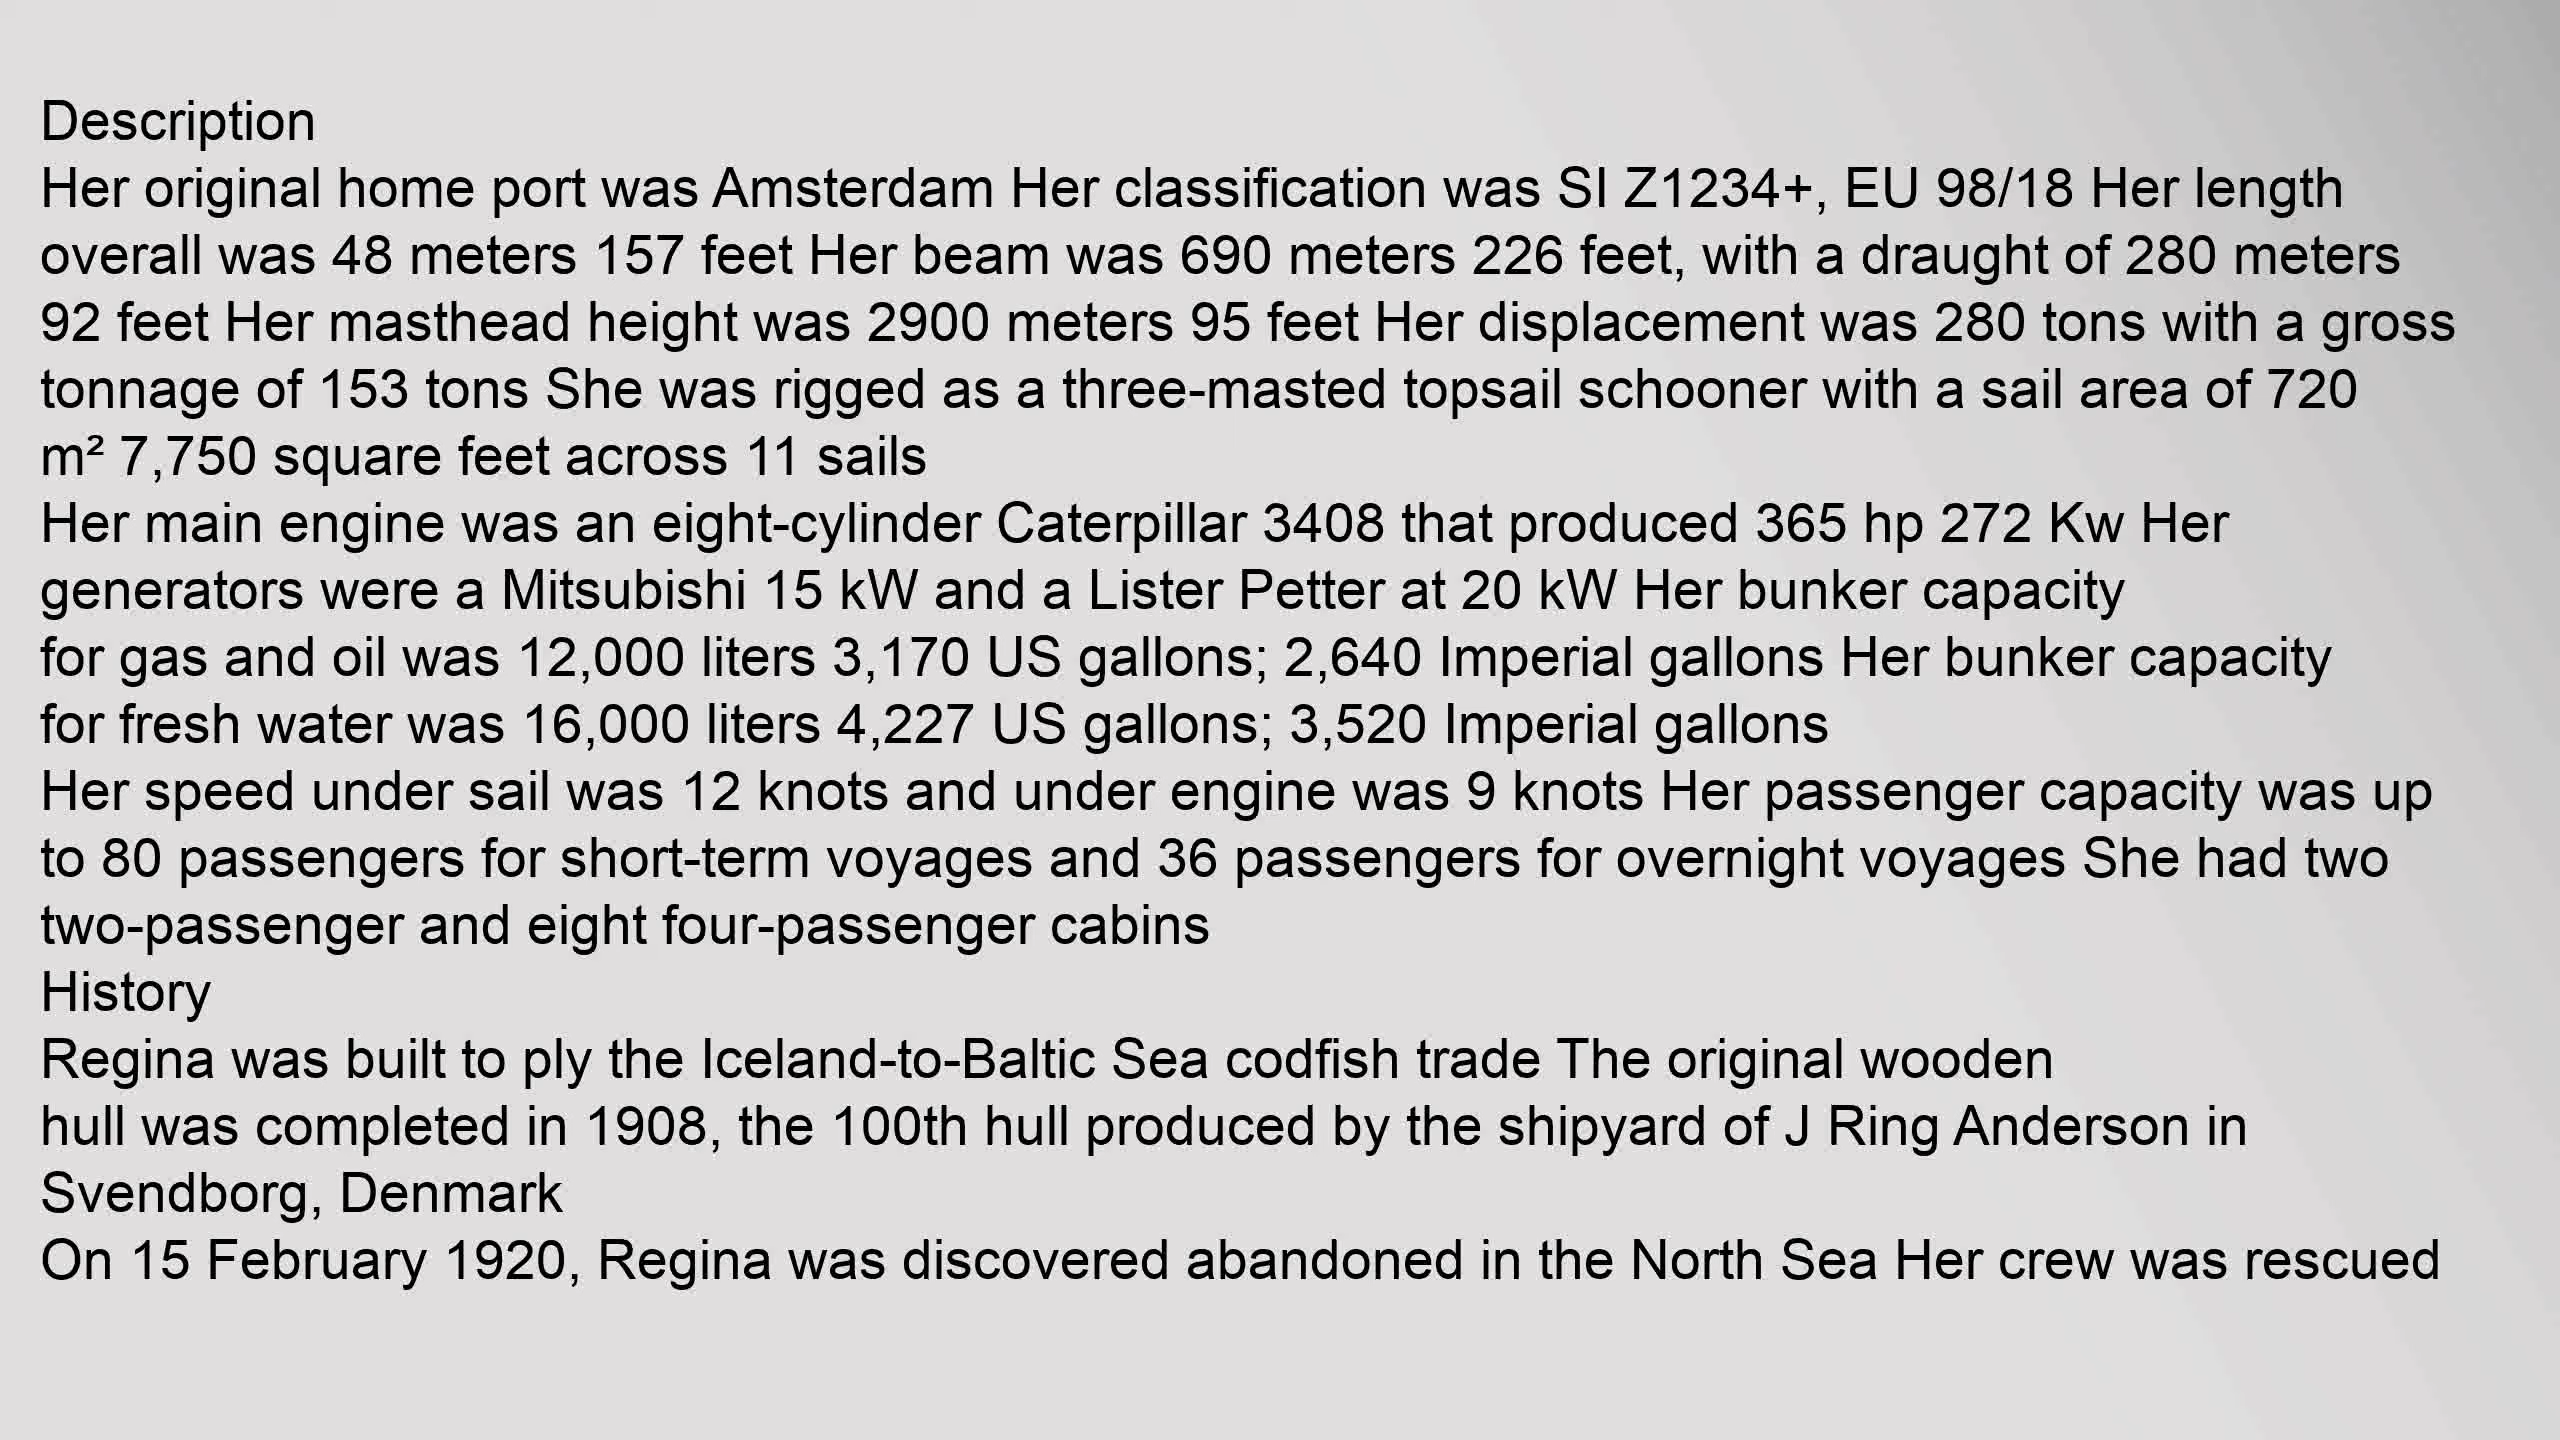 Description
Her original home port was Amsterdam Her classification was SI Z1234+, EU 98/18 Her length
overall was 48 meters 157 feet Her beam was 690 meters 226 feet, with a draught of 280 meters
92 feet Her masthead height was 2900 meters 95 feet Her displacement was 280 tons with a gross
tonnage of 153 tons She was rigged as a three-masted topsail schooner with a sail area of 720
m² 7,750 square feet across 11 sails
Her main engine was an eight-cylinder Caterpillar 3408 that produced 365 hp 272 Kw Her
generators were a Mitsubishi 15 kW and a Lister Petter at 20 kW Her bunker capacity
for gas and oil was 12,000 liters 3,170 US gallons; 2,640 Imperial gallons Her bunker capacity
for fresh water was 16,000 liters 4,227 US gallons; 3,520 Imperial gallons
Her speed under sail was 12 knots and under engine was 9 knots Her passenger capacity was up
to 80 passengers for short-term voyages and 36 passengers for overnight voyages She had two
two-passenger and eight four-passenger cabins
History
Regina was built to ply the Iceland-to-Baltic Sea codfish trade The original wooden
hull was completed in 1908, the 100th hull produced by the shipyard of J Ring Anderson in
Svendborg, Denmark
On 15 February 1920, Regina was discovered abandoned in the North Sea Her crew was rescued